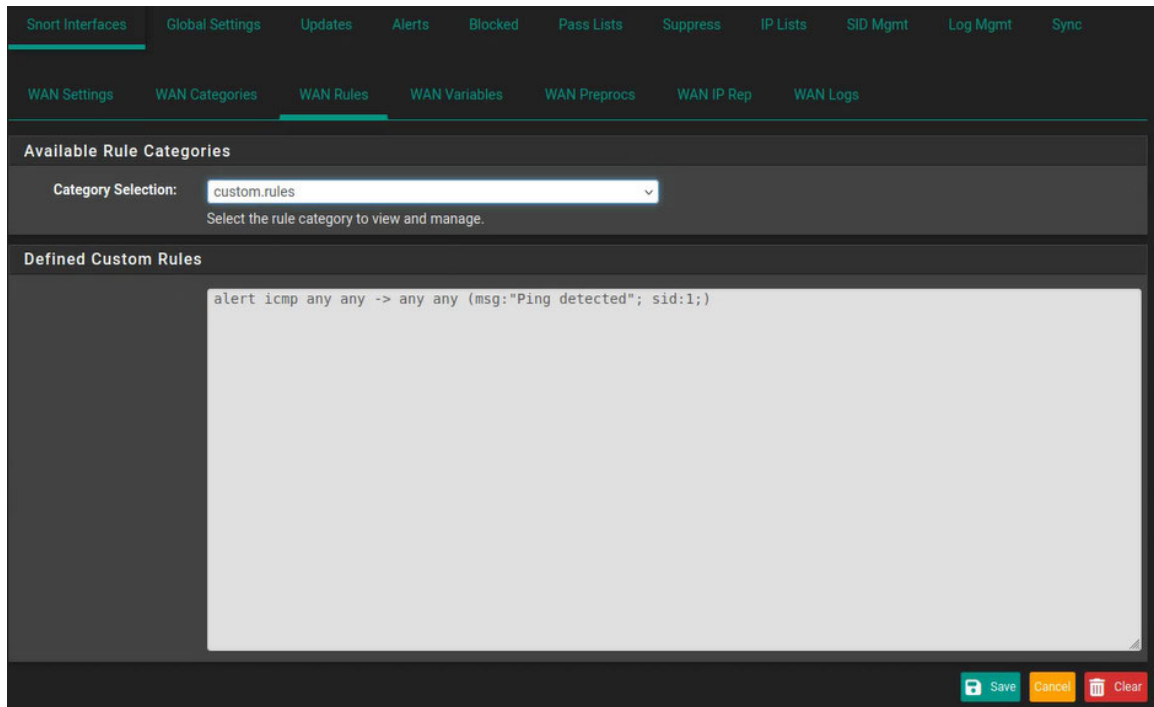 Snort Interfaces Global Settings Updates Alerts Blocked Pass Lists Suppress IP Lists SID Mgmt Log Mgmt Sync
WAN Settings WAN Categories WAN Rules WAN Variables WAN Preprocs WAN IP Rep WAN Logs
Available Rule Categories
Category Selection: custom.rules
Select the rule category to view and manage.
Defined Custom Rules
alert icmp any any -> any any (msg:"Ping detected"; sid:1;)
Save Cancel Clear